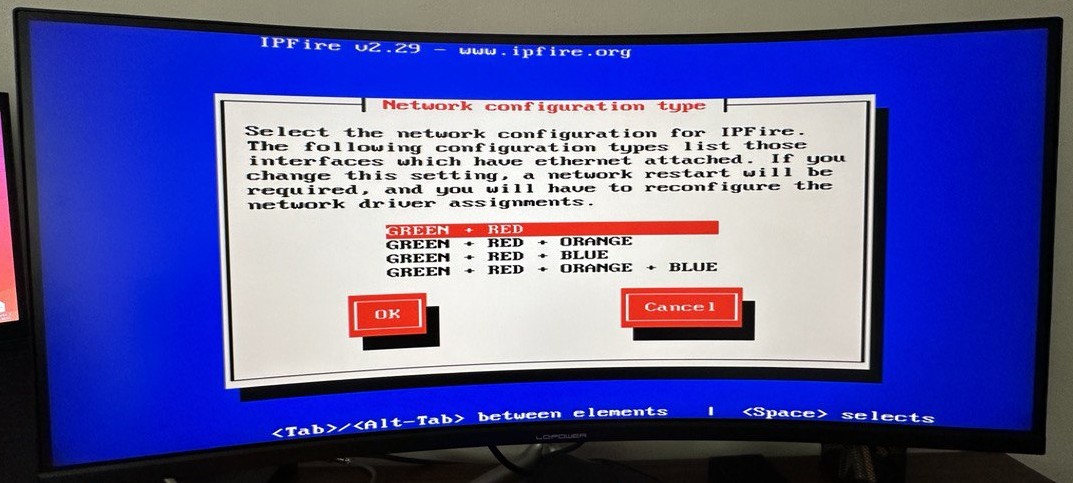 IPFire v2.29 - www.ipfire.org
Network configuration type
Select the network configuration for IPFire.
The following configuration types list those
interfaces which have ethernet attached. If you
change this setting, a network restart will be
required, and you will have to reconfigure the
network driver assignments.
GREEN + RED
GREEN + RED + ORANGE
GREEN + RED + BLUE
GREEN + RED + ORANGE + BLUE
OK
Cancel
<Tab>/<Alt-Tab> between elements | <Space> selects